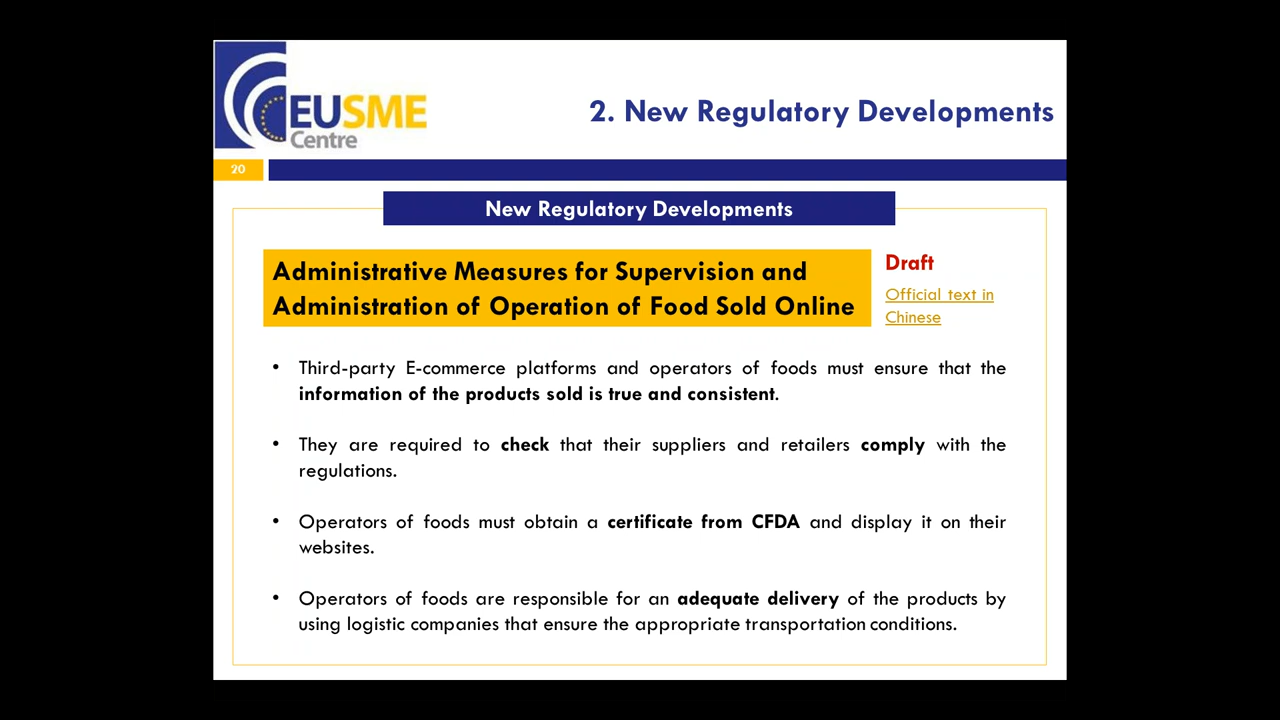 EUSME
Centre
2. New Regulatory Developments
20
New Regulatory Developments
Administrative Measures for Supervision and
Administration of Operation of Food Sold Online
Draft
Official text in
Chinese
• Third-party E-commerce platforms and operators of foods must ensure that the
information of the products sold is true and consistent.
• They are required to check that their suppliers and retailers comply with the
regulations.
• Operators of foods must obtain a certificate from CFDA and display it on their
websites.
• Operators of foods are responsible for an adequate delivery of the products by
using logistic companies that ensure the appropriate transportation conditions.